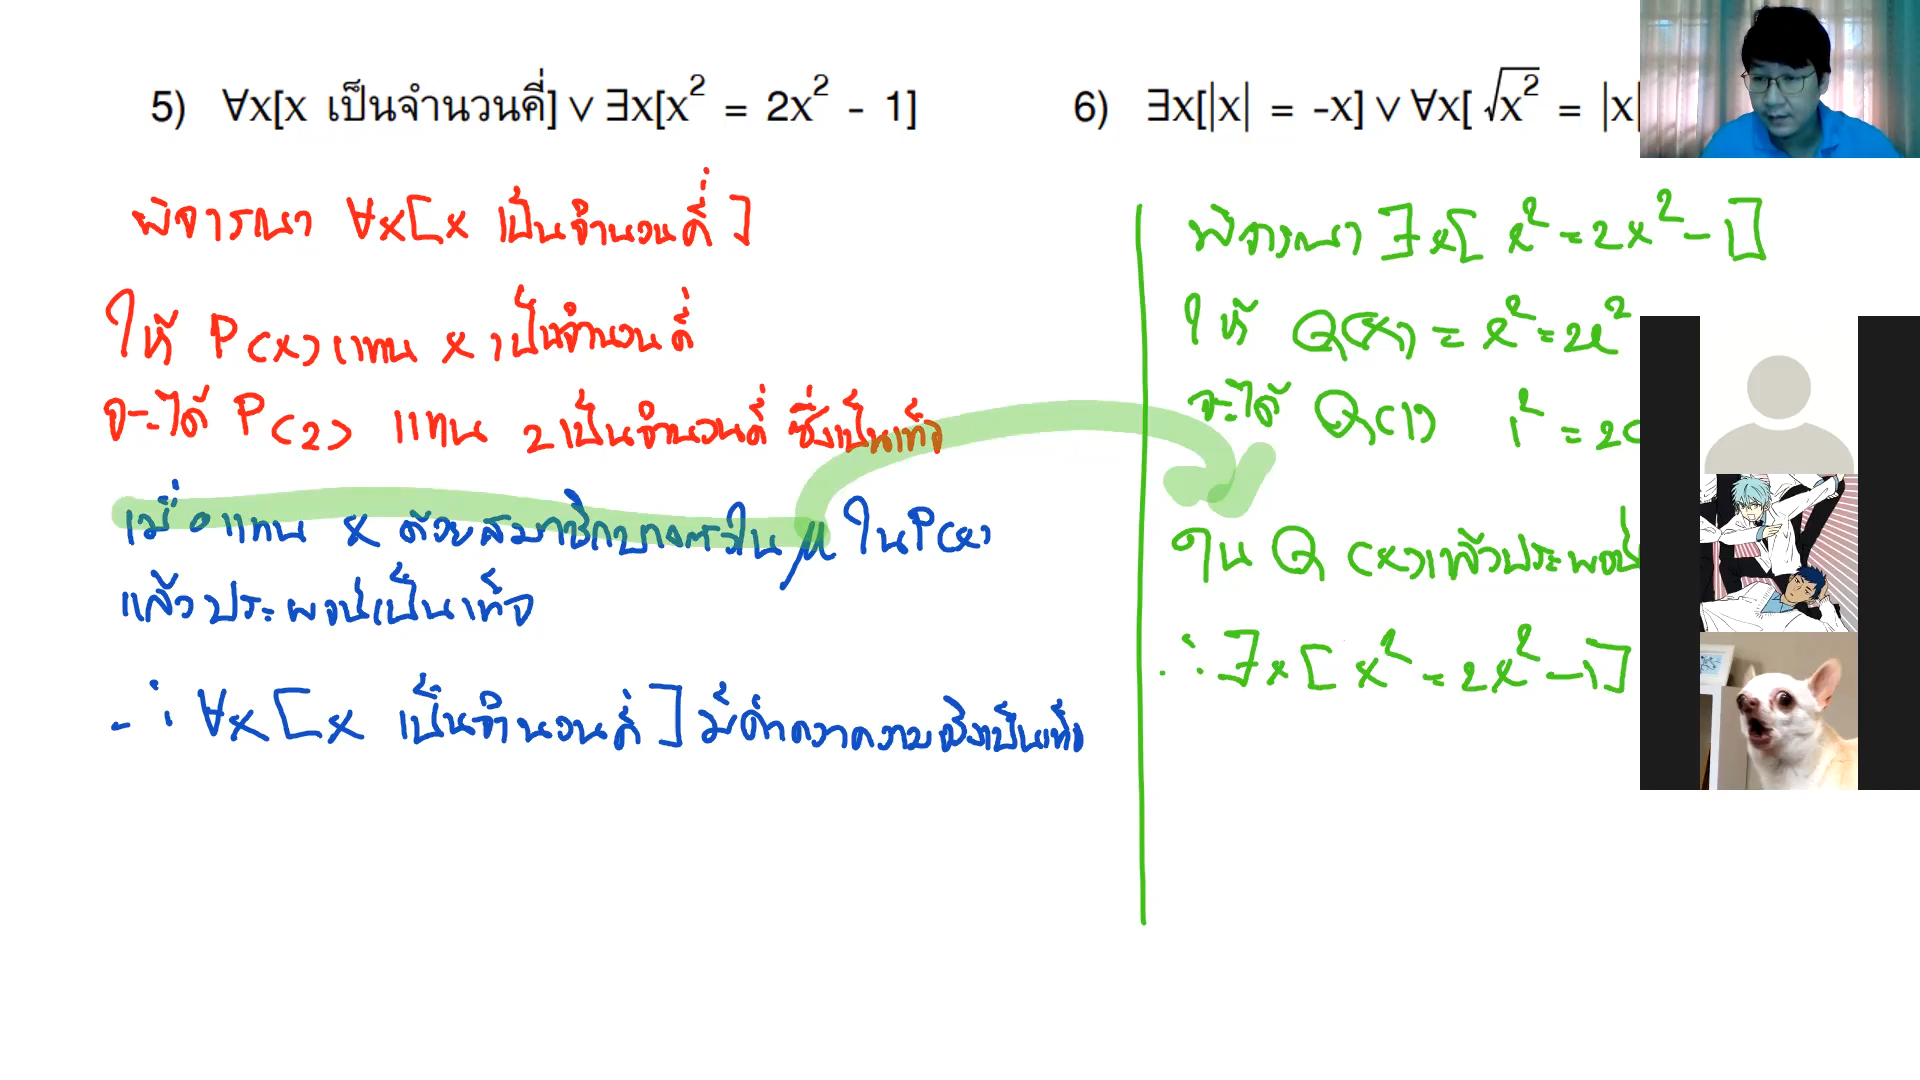 5) ∀x[x เป็นจำนวนคี่] ∨ ∃x[x² = 2x² - 1]
6) ∃x[|x| = -x] ∨ ∀x[ √x² = |x|
พิจารณา ∀x[x เป็นจำนวนคี่]
ให้ P(x) แทน x เป็นจำนวนคี่
จะได้ P(2) แทน 2 เป็นจำนวนคี่ ซึ่งเป็นเท็จ
เมื่อแทน x ด้วยสมาชิกบางตัวใน μ ใน P(x)
แล้วประพจน์เป็นเท็จ
∴ ∀x[x เป็นจำนวนคี่] มีค่าความจริงเป็นเท็จ
พิจารณา ∃x[x² = 2x² - 1]
ให้ Q(x) = x² = 2x²
จะได้ Q(1) 1² = 2(
ใน Q(x) แล้วประพจน์
∴ ∃x[x² = 2x² - 1]